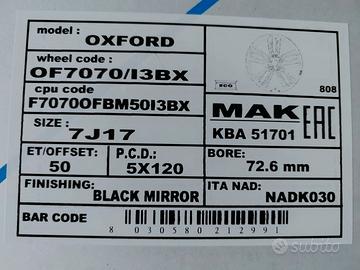 model :
OXFORD
wheel code :
OF7070/I3BX
cpu code
F7070OFBM50I3BX
SIZE :
7J17
ECO
808
MAK EAC
KBA 51701
ET/OFFSET:
50
P.C.D.:
5X120
BORE:
72.6 mm
FINISHING:
BLACK MIRROR
ITA NAD:
NADK030
BAR CODE
8 030580 212991
subito